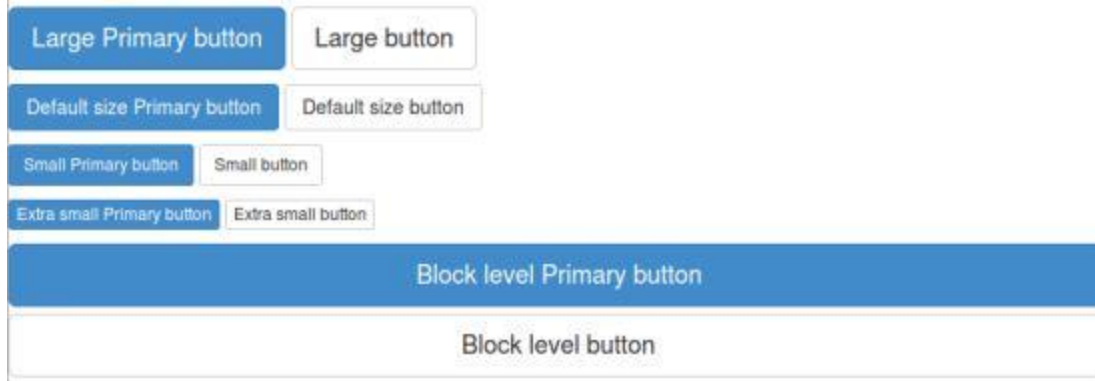 Large Primary button Large button
Default size Primary button Default size button
Small Primary button Small button
Extra small Primary button Extra small button
Block level Primary button
Block level button